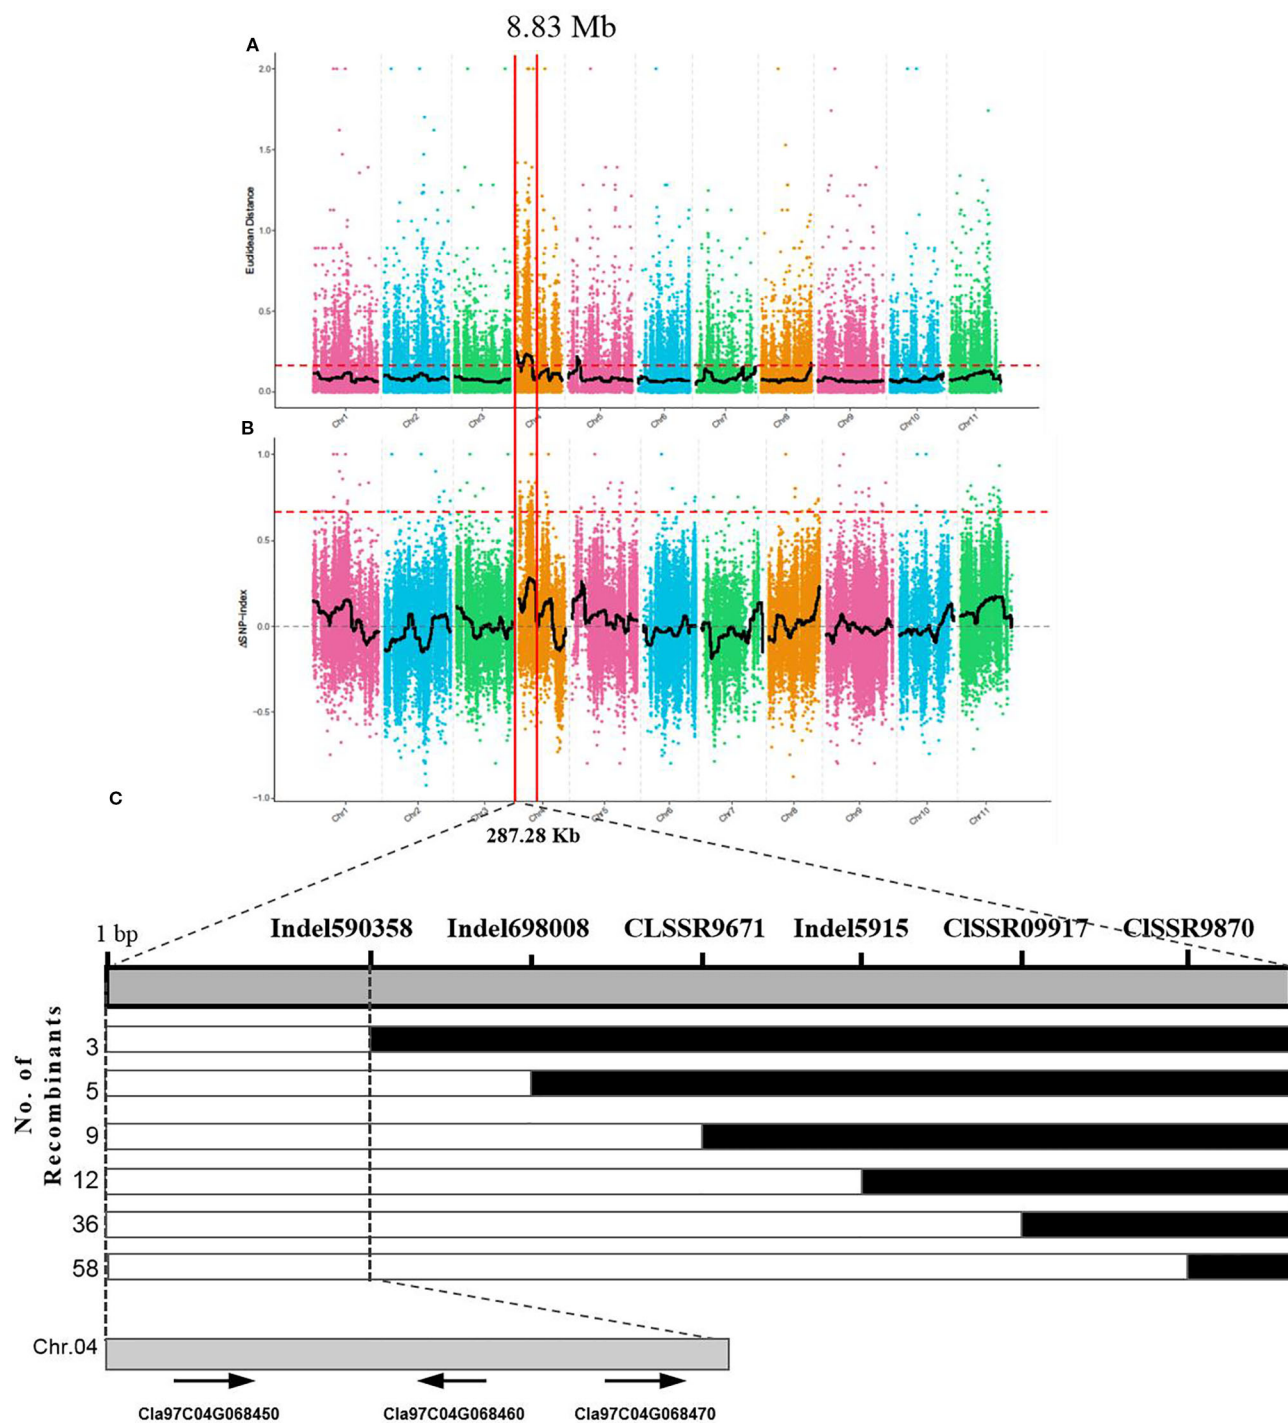 8.83 Mb
A
2.0
1.5
1.0
0.5
0.0
Euclidean Distance
Chr1 Chr2 Chr3 Chr4 Chr5 Chr6 Chr7 Chr8 Chr9 Chr10 Chr11
B
1.0
0.5
0.0
−0.5
−1.0
ΔSNP−index
Chr1 Chr2 Chr3 Chr4 Chr5 Chr6 Chr7 Chr8 Chr9 Chr10 Chr11
C
287.28 Kb
1 bp Indel590358 Indel698008 CLSSR9671 Indel5915 ClSSR09917 ClSSR9870
No. of
Recombinants
3
5
9
12
36
58
Chr.04
Cla97C04G068450 Cla97C04G068460 Cla97C04G068470